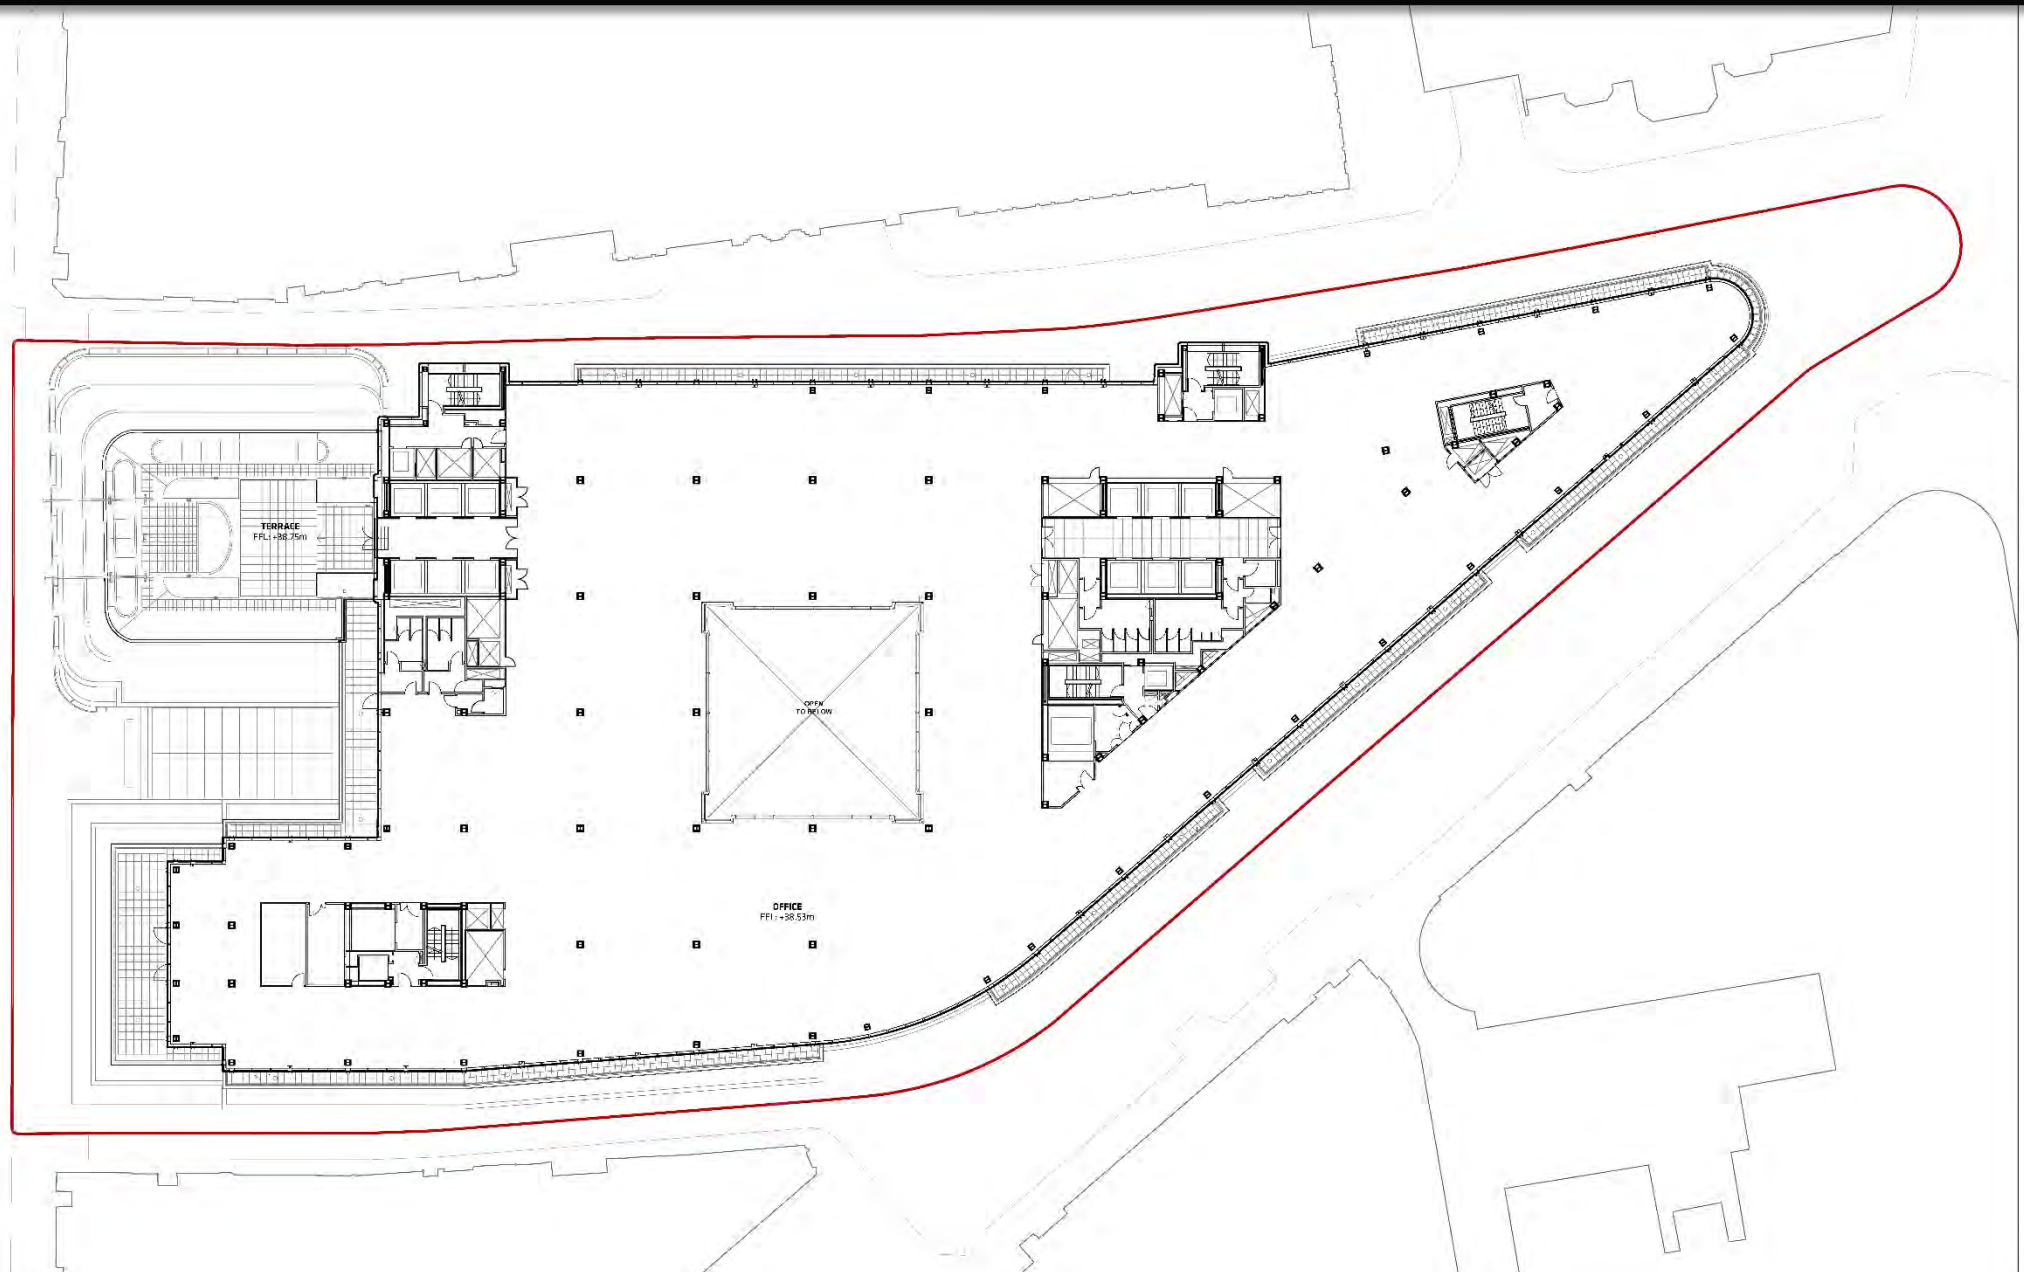 TERRACE
FFL: +38.75m
OPEN
TO BELOW
OFFICE
FFL: +38.53m